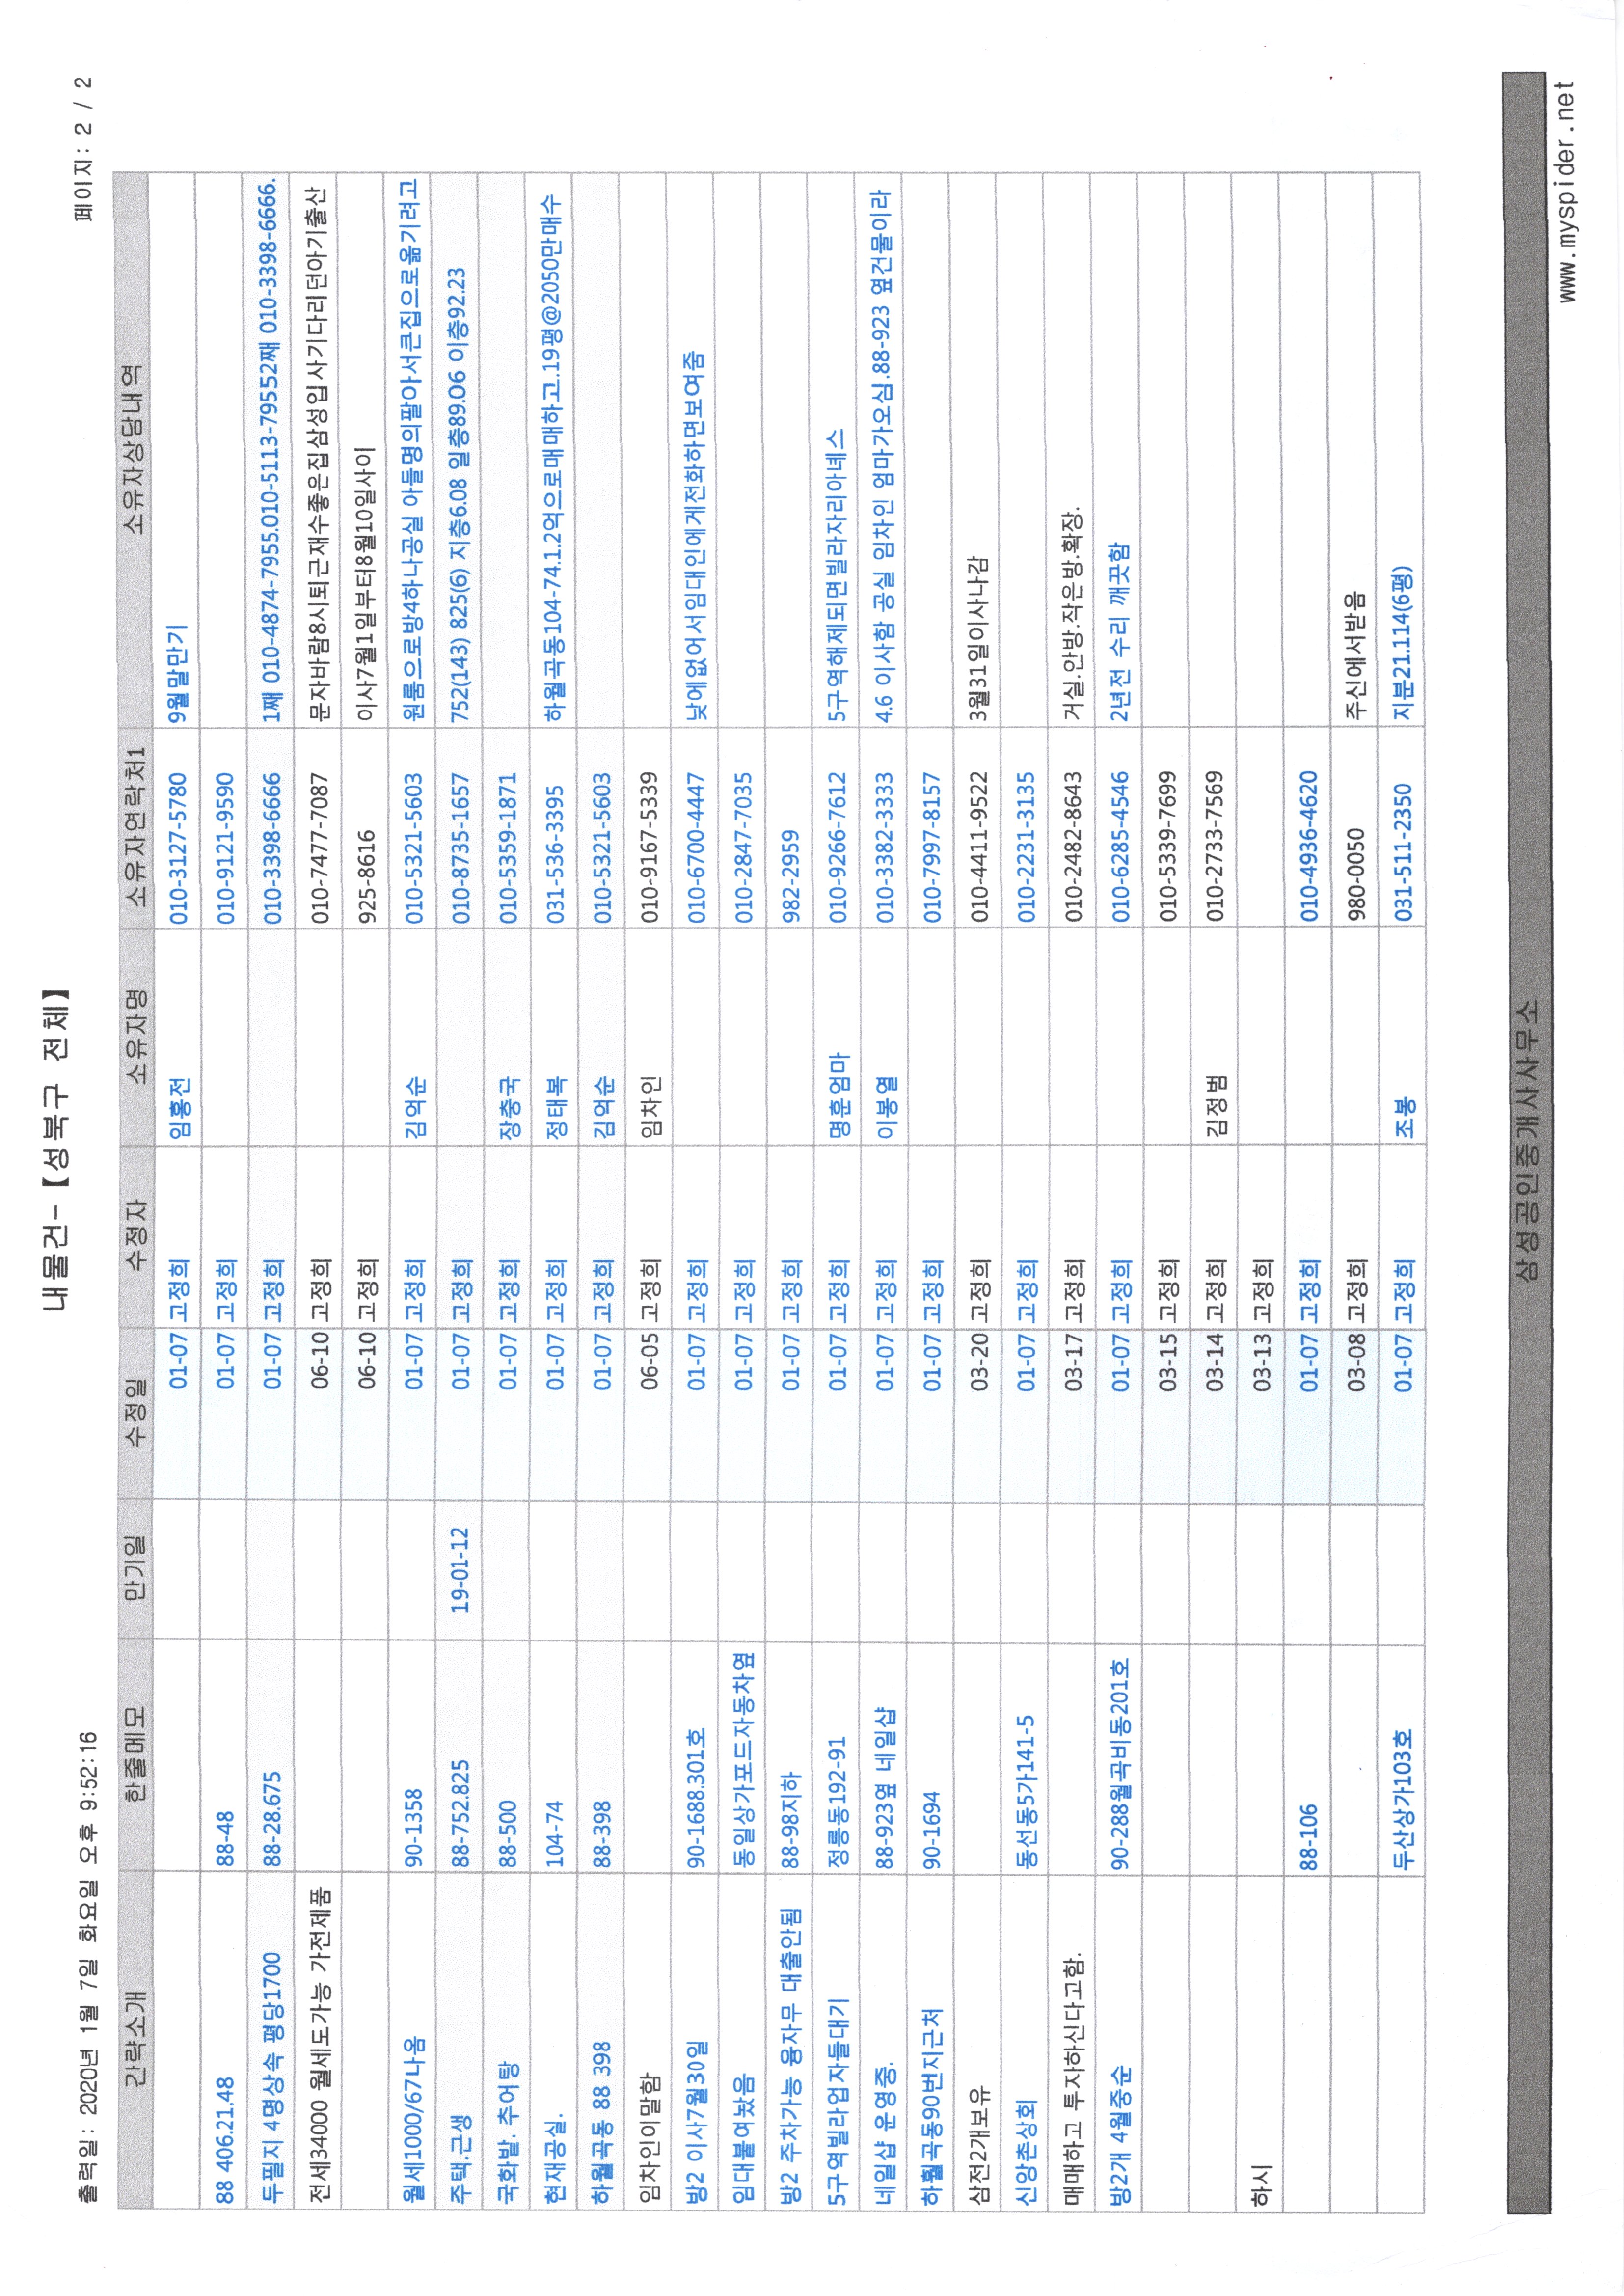 내물건-【성북구 전체】
출력일: 2020년 1월 7일 화요일 오후 9:52:16
페이지: 2 / 2
간략소개 한줄메모 만기일 수정일 수정자 소유자명 소유자연락처1 소유자상담내역
01-07 고정희 임홍전 010-3127-5780 9월말만기
88 406.21.48 88-48 01-07 고정희 010-9121-9590
두필지 4명상속 평당1700 88-28.675 01-07 고정희 010-3398-6666 1째 010-4874-7955.010-5113-79552째 010-3398-6666.
전세34000 월세도가능 가전제품 06-10 고정희 010-7477-7087 문자바람8시퇴근재수좋은집삼성입사기다리던아기출산
06-10 고정희 925-8616 이사7월1일부터8월10일사이
월세1000/67나옴 90-1358 01-07 고정희 김억순 010-5321-5603 원룸으로방4하나공실 아들명의팔아서큰집으로옮기려고
주택.근생 88-752.825 19-01-12 01-07 고정희 010-8735-1657 752(143) 825(6) 지층6.08 일층89.06 이층92.23
국화밭. 추어탕 88-500 01-07 고정희 장충국 010-5359-1871
현재공실. 104-74 01-07 고정희 정태복 031-536-3395 하월곡동104-74.1.2억으로매매하고.19평@2050만매수
하월곡동 88 398 88-398 01-07 고정희 김억순 010-5321-5603
임차인이말함 06-05 고정희 임차인 010-9167-5339
방2 이사7월30일 90-1688.301호 01-07 고정희 010-6700-4447 낮에없어서임대인에게전화하면보여줌
임대붙여놨음 동일상가포드자동차옆 01-07 고정희 010-2847-7035
방2 주차가능 융자무 대출안됨 88-98지하 01-07 고정희 982-2959
5구역빌라업자들대기 정릉동192-91 01-07 고정희 명훈엄마 010-9266-7612 5구역해제되면빌라자리아녜스
네일샵 운영중. 88-923옆 네일샵 01-07 고정희 이봉열 010-3382-3333 4.6 이사함 공실 임차인 엄마가오심.88-923 옆건물이라
하훨곡동90번지근처 90-1694 01-07 고정희 010-7997-8157
삼전2개보유 03-20 고정희 010-4411-9522 3월31일이사나감
신앙촌상회 동선동5가141-5 01-07 고정희 010-2231-3135
매매하고 투자하신다고함. 03-17 고정희 010-2482-8643 거실.안방.작은방.확장.
방2개 4월중순 90-288월곡비동201호 01-07 고정희 010-6285-4546 2년전 수리 깨끗함
03-15 고정희 010-5339-7699
03-14 고정희 김정범 010-2733-7569
하시 03-13 고정희
88-106 01-07 고정희 010-4936-4620
03-08 고정희 980-0050 주신에서받음
두산상가103호 01-07 고정희 조봉 031-511-2350 지분21.114(6평)
삼성공인중개사사무소
www.myspider.net